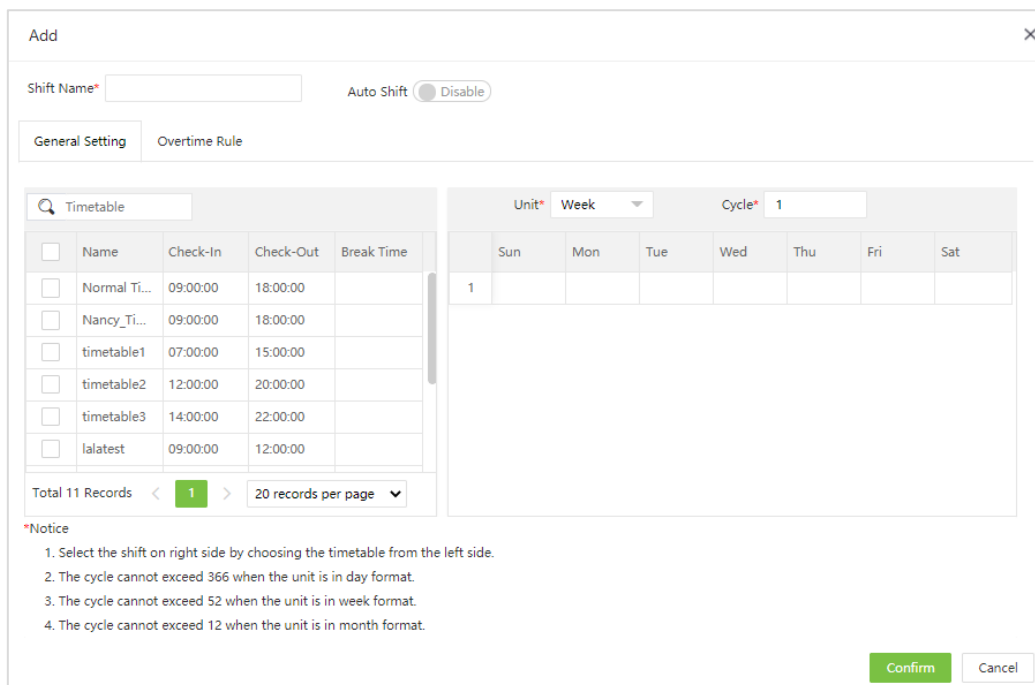 Add
Shift Name* Auto Shift Disable
General Setting Overtime Rule
Timetable
Unit* Week Cycle* 1
Name Check-In Check-Out Break Time
Sun Mon Tue Wed Thu Fri Sat
Normal Ti... 09:00:00 18:00:00
1
Nancy_Ti... 09:00:00 18:00:00
timetable1 07:00:00 15:00:00
timetable2 12:00:00 20:00:00
timetable3 14:00:00 22:00:00
lalatest 09:00:00 12:00:00
Total 11 Records < 1 > 20 records per page
*Notice
1. Select the shift on right side by choosing the timetable from the left side.
2. The cycle cannot exceed 366 when the unit is in day format.
3. The cycle cannot exceed 52 when the unit is in week format.
4. The cycle cannot exceed 12 when the unit is in month format.
Confirm Cancel